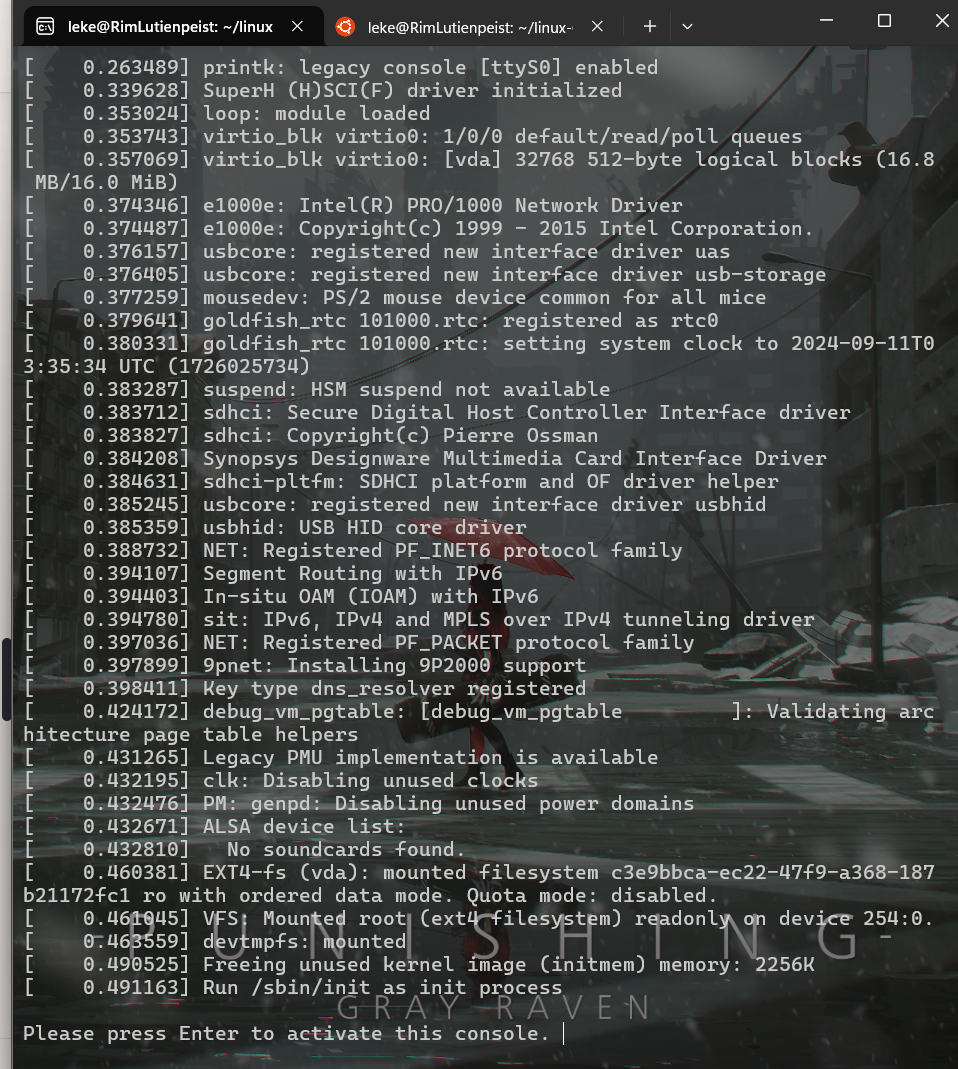 leke@RimLutienpeist: ~/linux
leke@RimLutienpeist: ~/linux-
[    0.263489] printk: legacy console [ttyS0] enabled
[    0.339628] SuperH (H)SCI(F) driver initialized
[    0.353024] loop: module loaded
[    0.353743] virtio_blk virtio0: 1/0/0 default/read/poll queues
[    0.357069] virtio_blk virtio0: [vda] 32768 512-byte logical blocks (16.8
 MB/16.0 MiB)
[    0.374346] e1000e: Intel(R) PRO/1000 Network Driver
[    0.374487] e1000e: Copyright(c) 1999 - 2015 Intel Corporation.
[    0.376157] usbcore: registered new interface driver uas
[    0.376405] usbcore: registered new interface driver usb-storage
[    0.377259] mousedev: PS/2 mouse device common for all mice
[    0.379641] goldfish_rtc 101000.rtc: registered as rtc0
[    0.380331] goldfish_rtc 101000.rtc: setting system clock to 2024-09-11T0
3:35:34 UTC (1726025734)
[    0.383287] suspend: HSM suspend not available
[    0.383712] sdhci: Secure Digital Host Controller Interface driver
[    0.383827] sdhci: Copyright(c) Pierre Ossman
[    0.384208] Synopsys Designware Multimedia Card Interface Driver
[    0.384631] sdhci-pltfm: SDHCI platform and OF driver helper
[    0.385245] usbcore: registered new interface driver usbhid
[    0.385359] usbhid: USB HID core driver
[    0.388732] NET: Registered PF_INET6 protocol family
[    0.394107] Segment Routing with IPv6
[    0.394403] In-situ OAM (IOAM) with IPv6
[    0.394780] sit: IPv6, IPv4 and MPLS over IPv4 tunneling driver
[    0.397036] NET: Registered PF_PACKET protocol family
[    0.397899] 9pnet: Installing 9P2000 support
[    0.398411] Key type dns_resolver registered
[    0.424172] debug_vm_pgtable: [debug_vm_pgtable         ]: Validating arc
hitecture page table helpers
[    0.431265] Legacy PMU implementation is available
[    0.432195] clk: Disabling unused clocks
[    0.432476] PM: genpd: Disabling unused power domains
[    0.432671] ALSA device list:
[    0.432810]   No soundcards found.
[    0.460381] EXT4-fs (vda): mounted filesystem c3e9bbca-ec22-47f9-a368-187
b21172fc1 ro with ordered data mode. Quota mode: disabled.
[    0.461045] VFS: Mounted root (ext4 filesystem) readonly on device 254:0.
[    0.463559] devtmpfs: mounted
PUNISHING
[    0.490525] Freeing unused kernel image (initmem) memory: 2256K
[    0.491163] Run /sbin/init as init process
GRAY RAVEN
Please press Enter to activate this console.